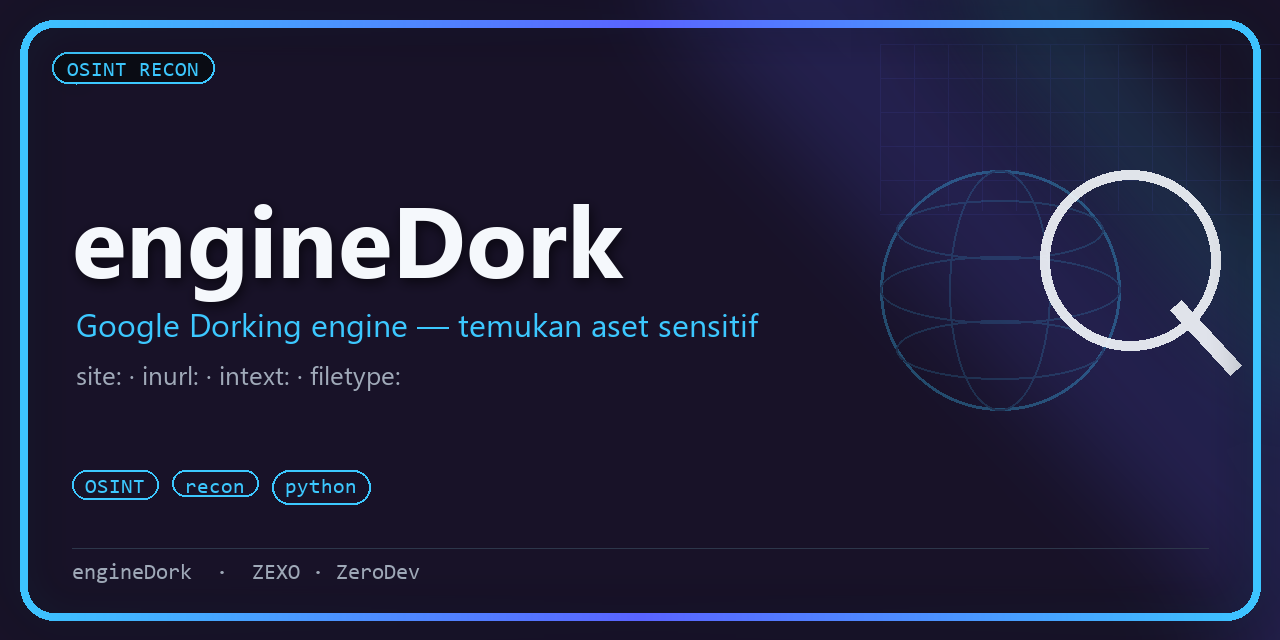 OSINT RECON
engineDork
Google Dorking engine — temukan aset sensitif
site: · inurl: · intext: · filetype:
OSINT recon python
engineDork · ZEXO · ZeroDev